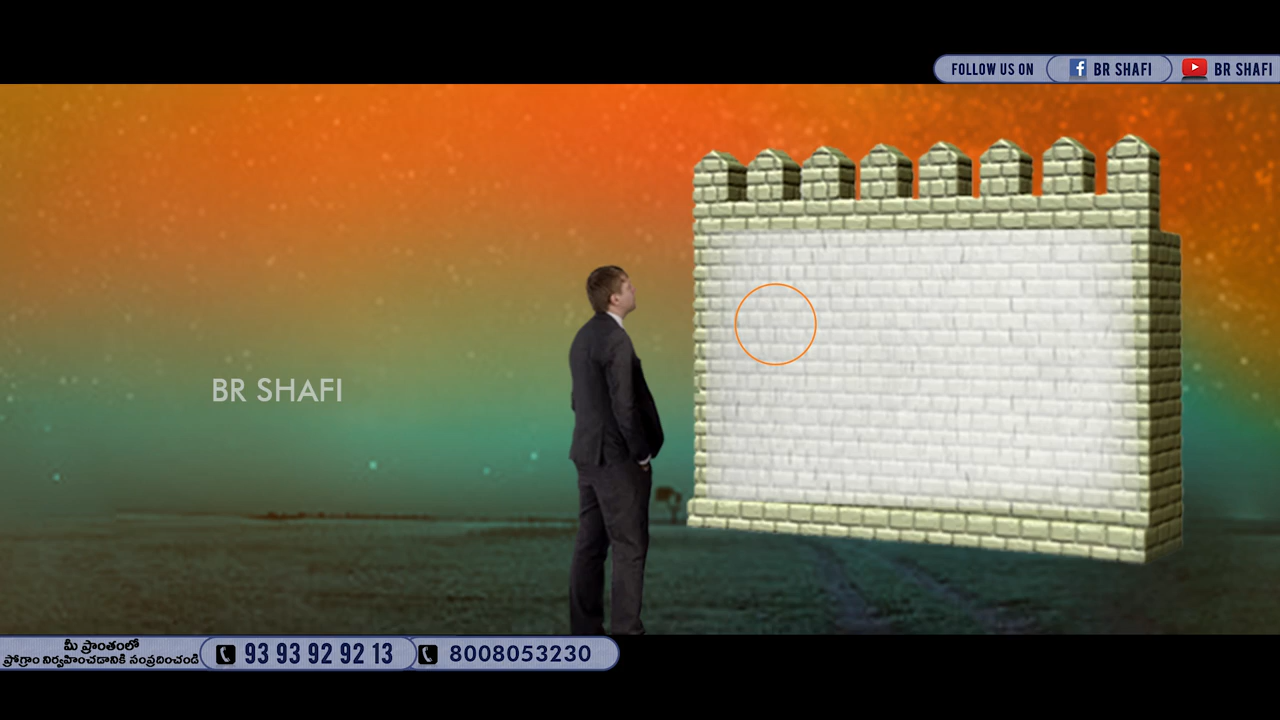 FOLLOW US ON BR SHAFI BR SHAFI
BR SHAFI
మీ ప్రాంతంలో
ప్రోగ్రాం నిర్వహించడానికి సంప్రదించండి
93 93 92 92 13
8008053230